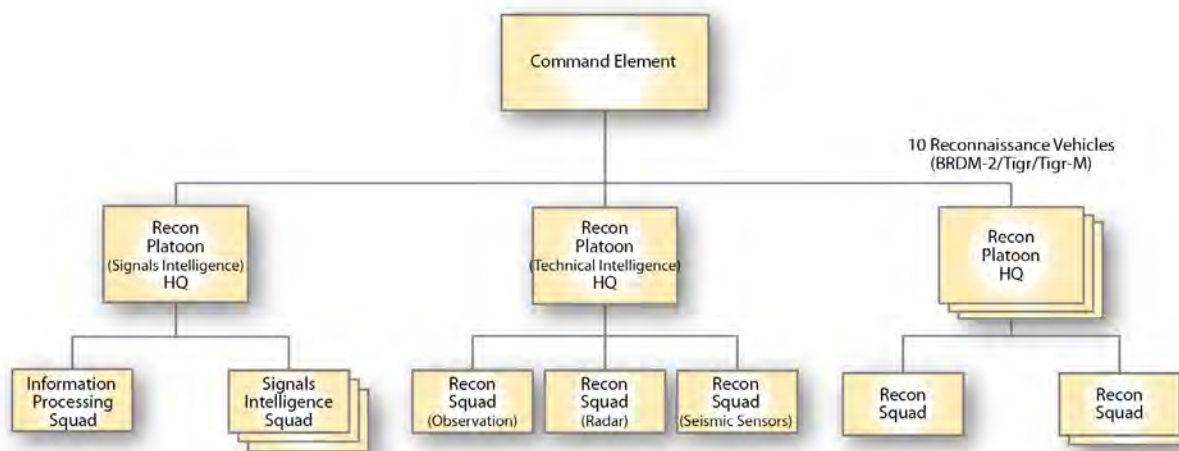 Command Element
10 Reconnaissance Vehicles
(BRDM-2/Tigr/Tigr-M)
Recon
Platoon
(Signals Intelligence)
HQ
Recon
Platoon
(Technical Intelligence)
HQ
Recon
Platoon
HQ
Information
Processing
Squad
Signals
Intelligence
Squad
Recon
Squad
(Observation)
Recon
Squad
(Radar)
Recon
Squad
(Seismic Sensors)
Recon
Squad
Recon
Squad